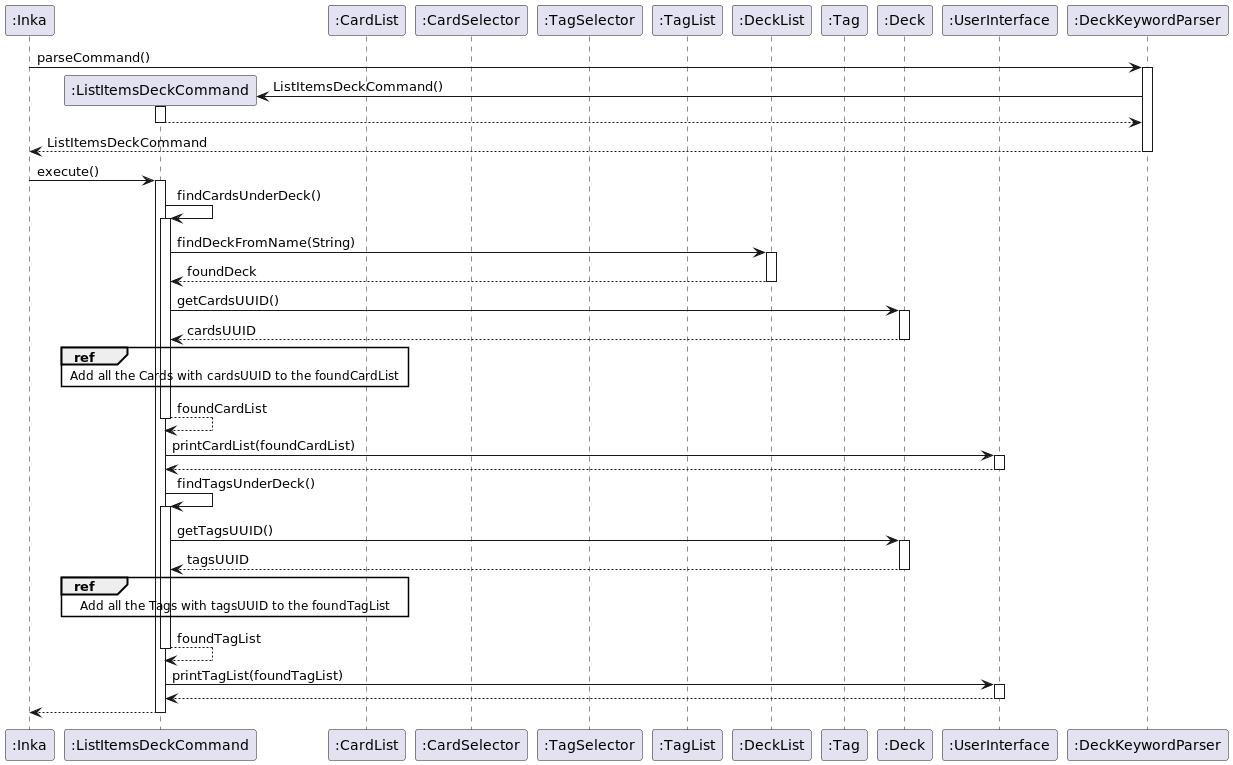 :Inka
:CardList
:CardSelector
:TagSelector
:TagList
:DeckList
:Tag
:Deck
:UserInterface
:DeckKeywordParser
parseCommand()
:ListItemsDeckCommand
ListItemsDeckCommand()
ListItemsDeckCommand
execute()
findCardsUnderDeck()
findDeckFromName(String)
foundDeck
getCardsUUID()
cardsUUID
ref
Add all the Cards with cardsUUID to the foundCardList
foundCardList
printCardList(foundCardList)
findTagsUnderDeck()
getTagsUUID()
tagsUUID
ref
Add all the Tags with tagsUUID to the foundTagList
foundTagList
printTagList(foundTagList)
:Inka
:ListItemsDeckCommand
:CardList
:CardSelector
:TagSelector
:TagList
:DeckList
:Tag
:Deck
:UserInterface
:DeckKeywordParser